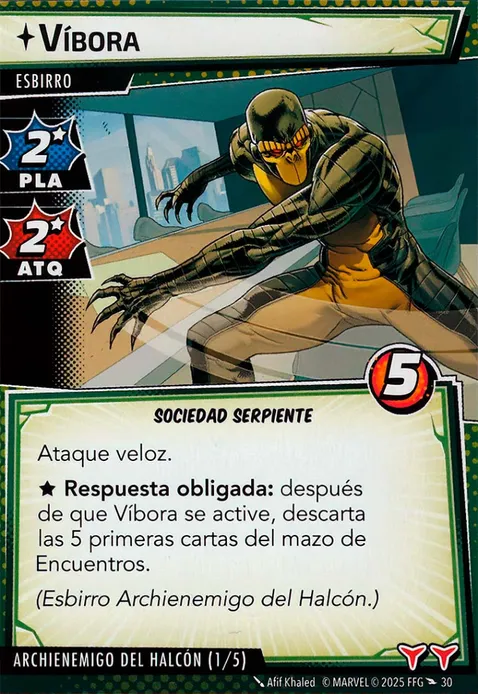 VÍBORA
ESBIRRO
2
PLA
2
ATQ
5
SOCIEDAD SERPIENTE
Ataque veloz.
★ Respuesta obligada: después
de que Víbora se active, descarta
las 5 primeras cartas del mazo de
Encuentros.
(Esbirro Archienemigo del Halcón.)
ARCHIENEMIGO DEL HALCÓN (1/5)
Afif Khaled © MARVEL © 2025 FFG 30